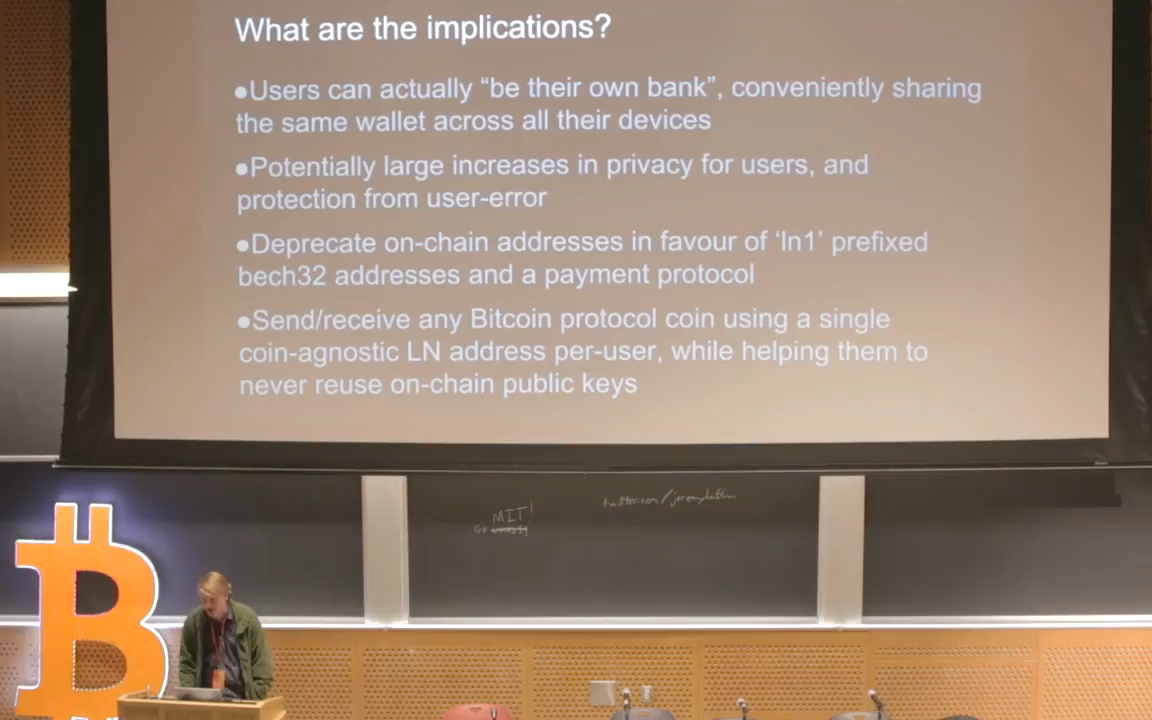 What are the implications?
●Users can actually “be their own bank”, conveniently sharing
the same wallet across all their devices
●Potentially large increases in privacy for users, and
protection from user-error
●Deprecate on-chain addresses in favour of ‘ln1’ prefixed
bech32 addresses and a payment protocol
●Send/receive any Bitcoin protocol coin using a single
coin-agnostic LN address per-user, while helping them to
never reuse on-chain public keys
MIT!
Go